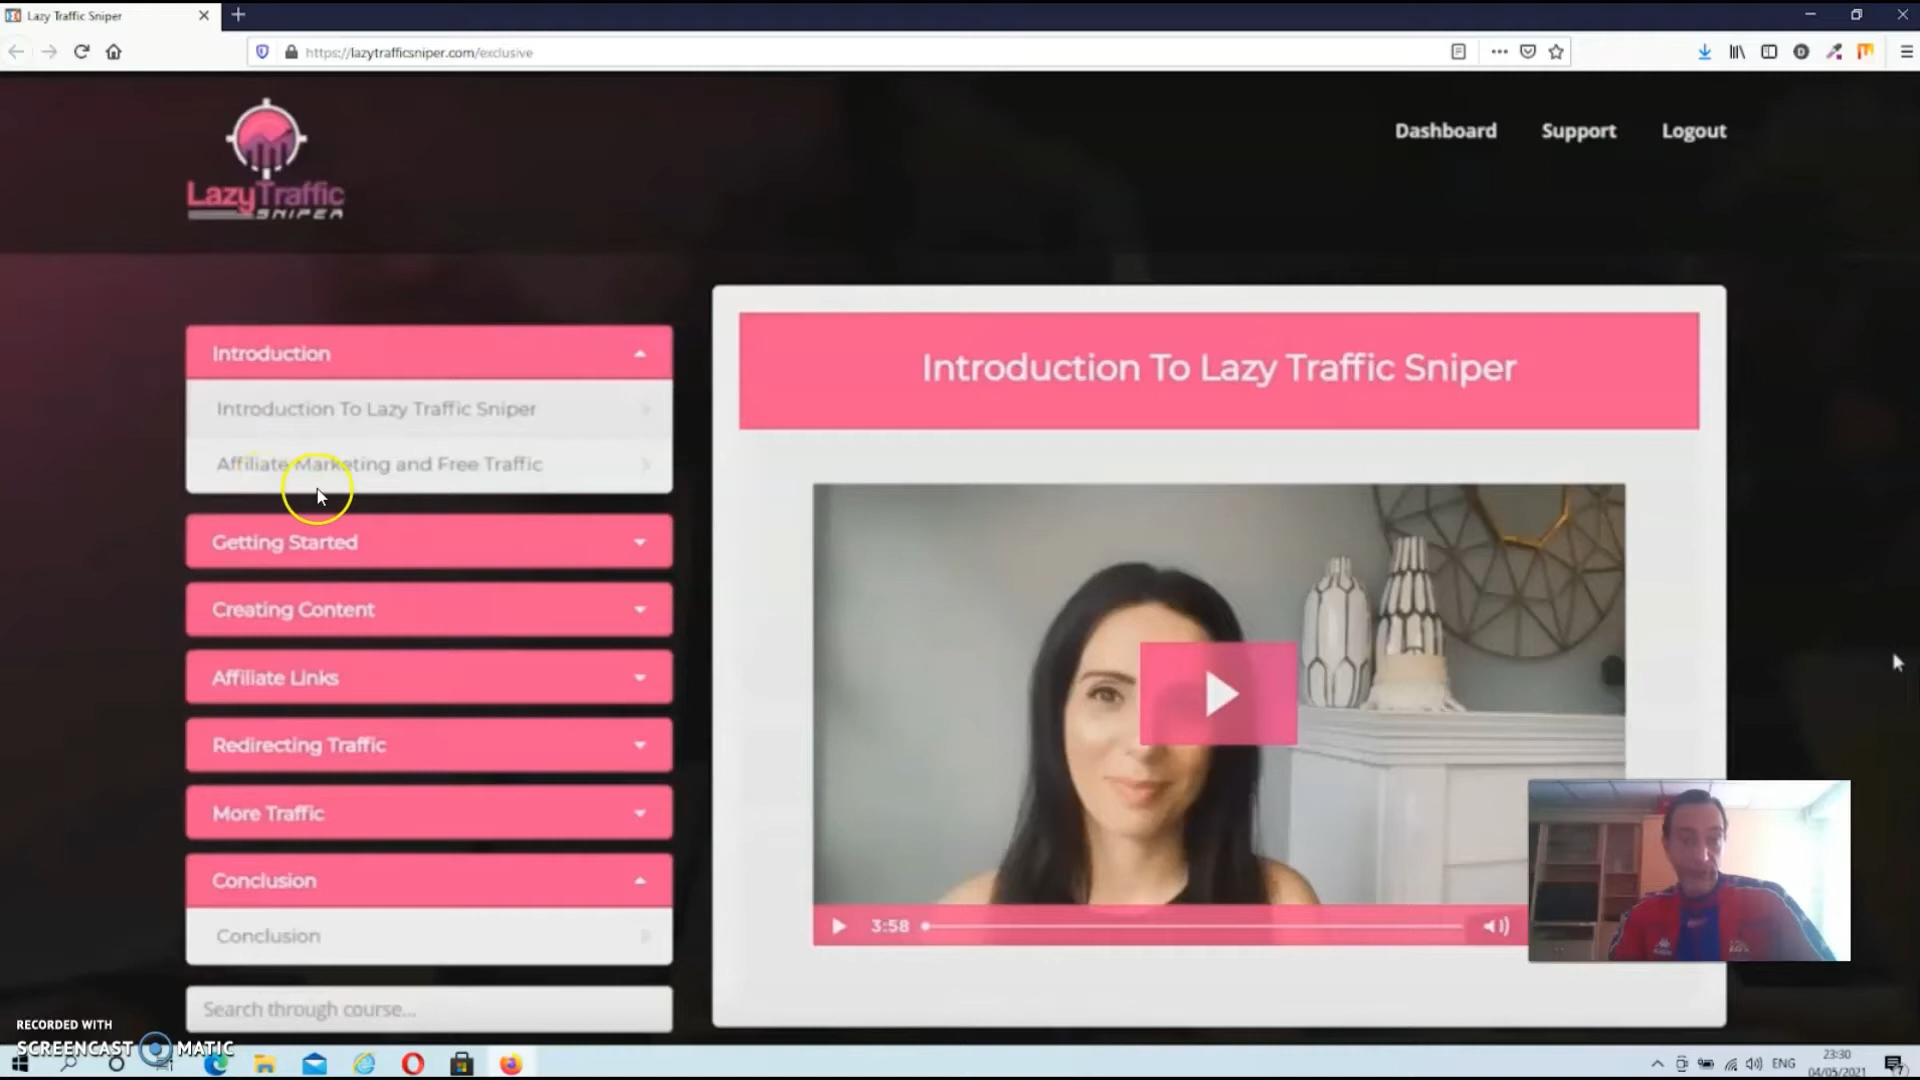 Lazy Traffic Sniper
https://lazytrafficsniper.com/exclusive
LazyTraffic
SNIPER
Dashboard
Support
Logout
Introduction
Introduction To Lazy Traffic Sniper
Affiliate Marketing and Free Traffic
Getting Started
Creating Content
Affiliate Links
Redirecting Traffic
More Traffic
Conclusion
Conclusion
Search through course...
Introduction To Lazy Traffic Sniper
3:58
RECORDED WITH
SCREENCAST MATIC
ENG
23:30
04/05/2021